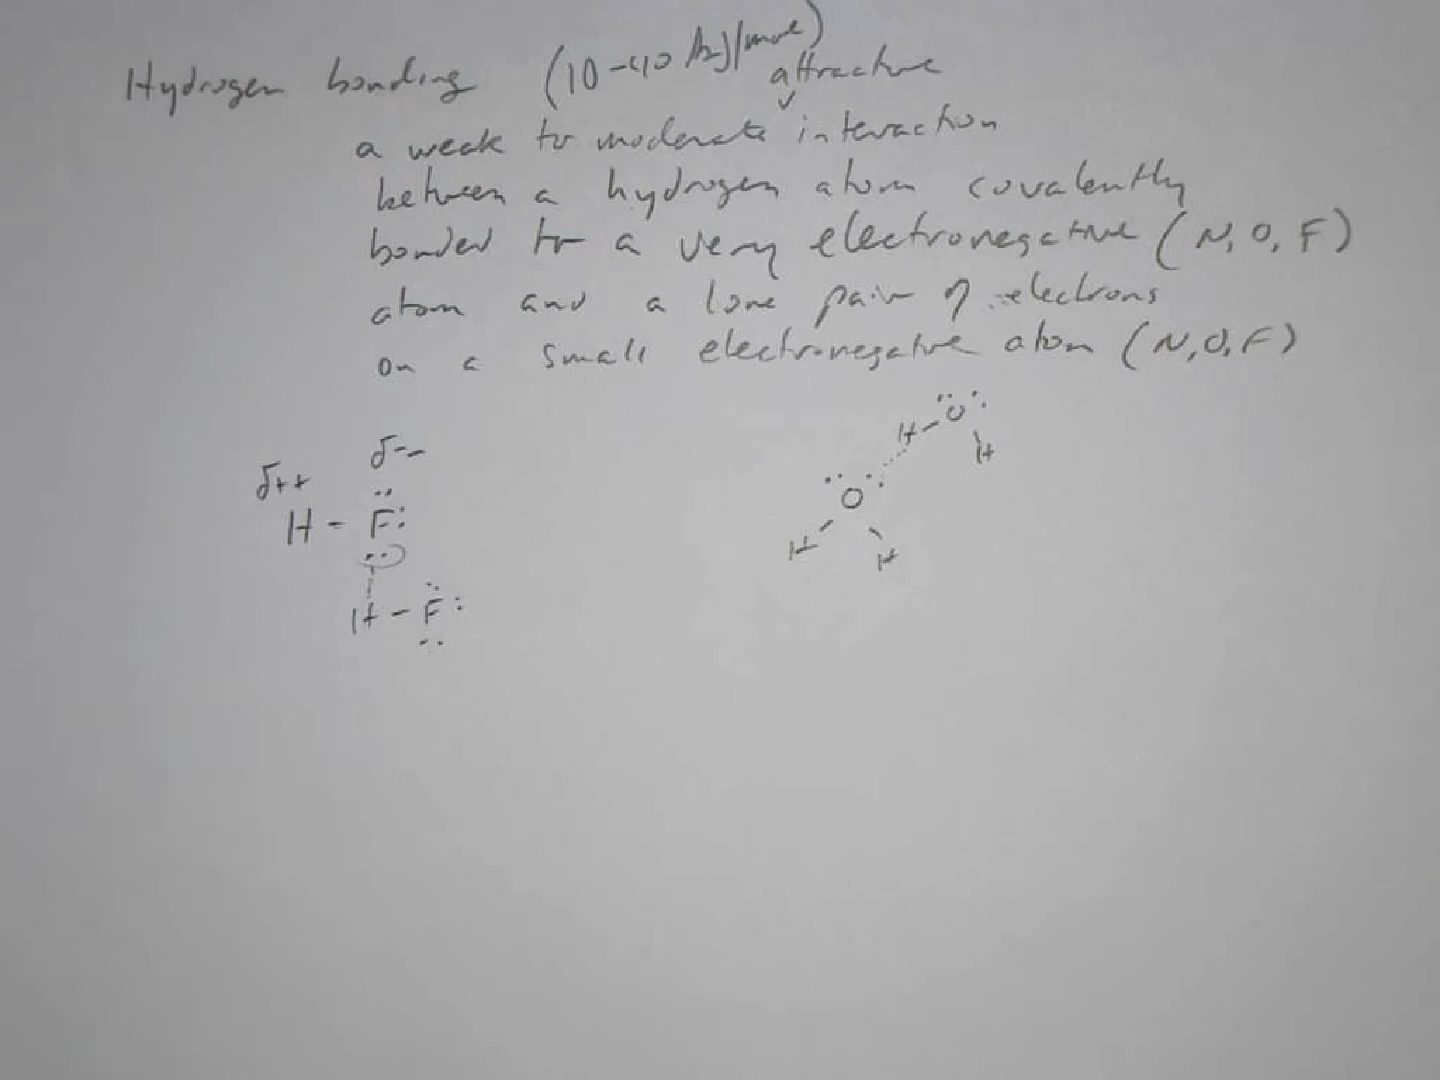 Hydrogen bonding (10-40 kJ/mole)
attractive
a weak to moderate interaction
between a hydrogen atom covalently
bonded to a very electronegative (N, O, F)
atom and a lone pair of electrons
on a small electronegative atom (N, O, F)
δ-- 
δ++
H - F
H - F
H - O
H
O
H H